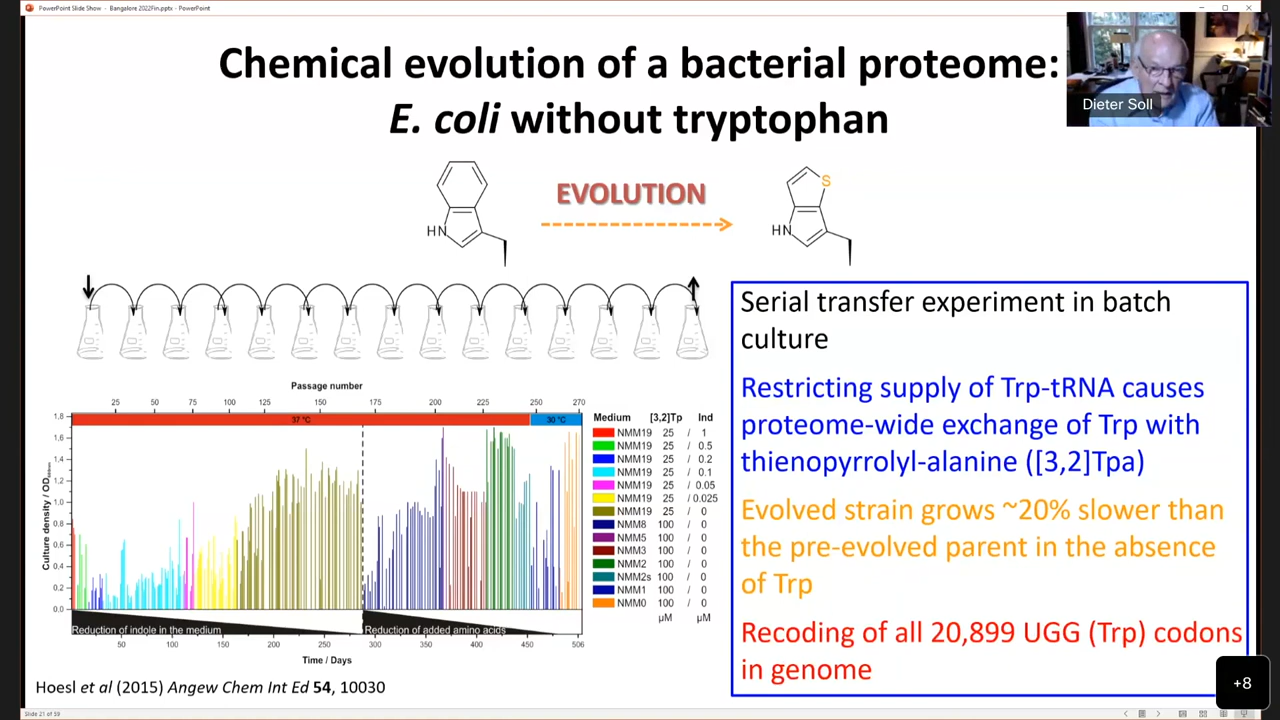 PowerPoint Slide Show - Bangalore 2022Fin.pptx - PowerPoint
Chemical evolution of a bacterial proteome:
E. coli without tryptophan
Dieter Soll
EVOLUTION
HN
S
HN
Passage number
25 50 75 100 125 150 175 200 225 250 270
37 °C
30 °C
Culture density / OD
1,8
1,6
1,4
1,2
1,0
0,8
0,6
0,4
0,2
0,0
Reduction of indole in the medium
Reduction of added amino acids
50 100 150 200 250 300 350 400 450 506
Time / Days
Medium [3,2]Tp Ind
NMM19 25 / 1
NMM19 25 / 0.5
NMM19 25 / 0.2
NMM19 25 / 0.1
NMM19 25 / 0.05
NMM19 25 / 0.025
NMM19 25 / 0
NMM8 100 / 0
NMM5 100 / 0
NMM3 100 / 0
NMM2 100 / 0
NMM2s 100 / 0
NMM1 100 / 0
NMM0 100 / 0
µM µM
Serial transfer experiment in batch
culture
Restricting supply of Trp-tRNA causes
proteome-wide exchange of Trp with
thienopyrrolyl-alanine ([3,2]Tpa)
Evolved strain grows ~20% slower than
the pre-evolved parent in the absence
of Trp
Recoding of all 20,899 UGG (Trp) codons
in genome
Hoesl et al (2015) Angew Chem Int Ed 54, 10030
+8
Slide 21 of 59